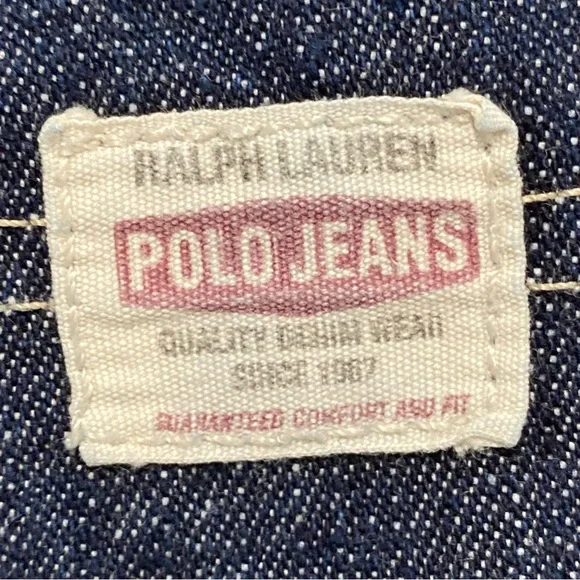 RALPH LAUREN
POLO JEANS
QUALITY DENIM WEAR
SINCE 1967
GUARANTEED COMFORT AND FIT